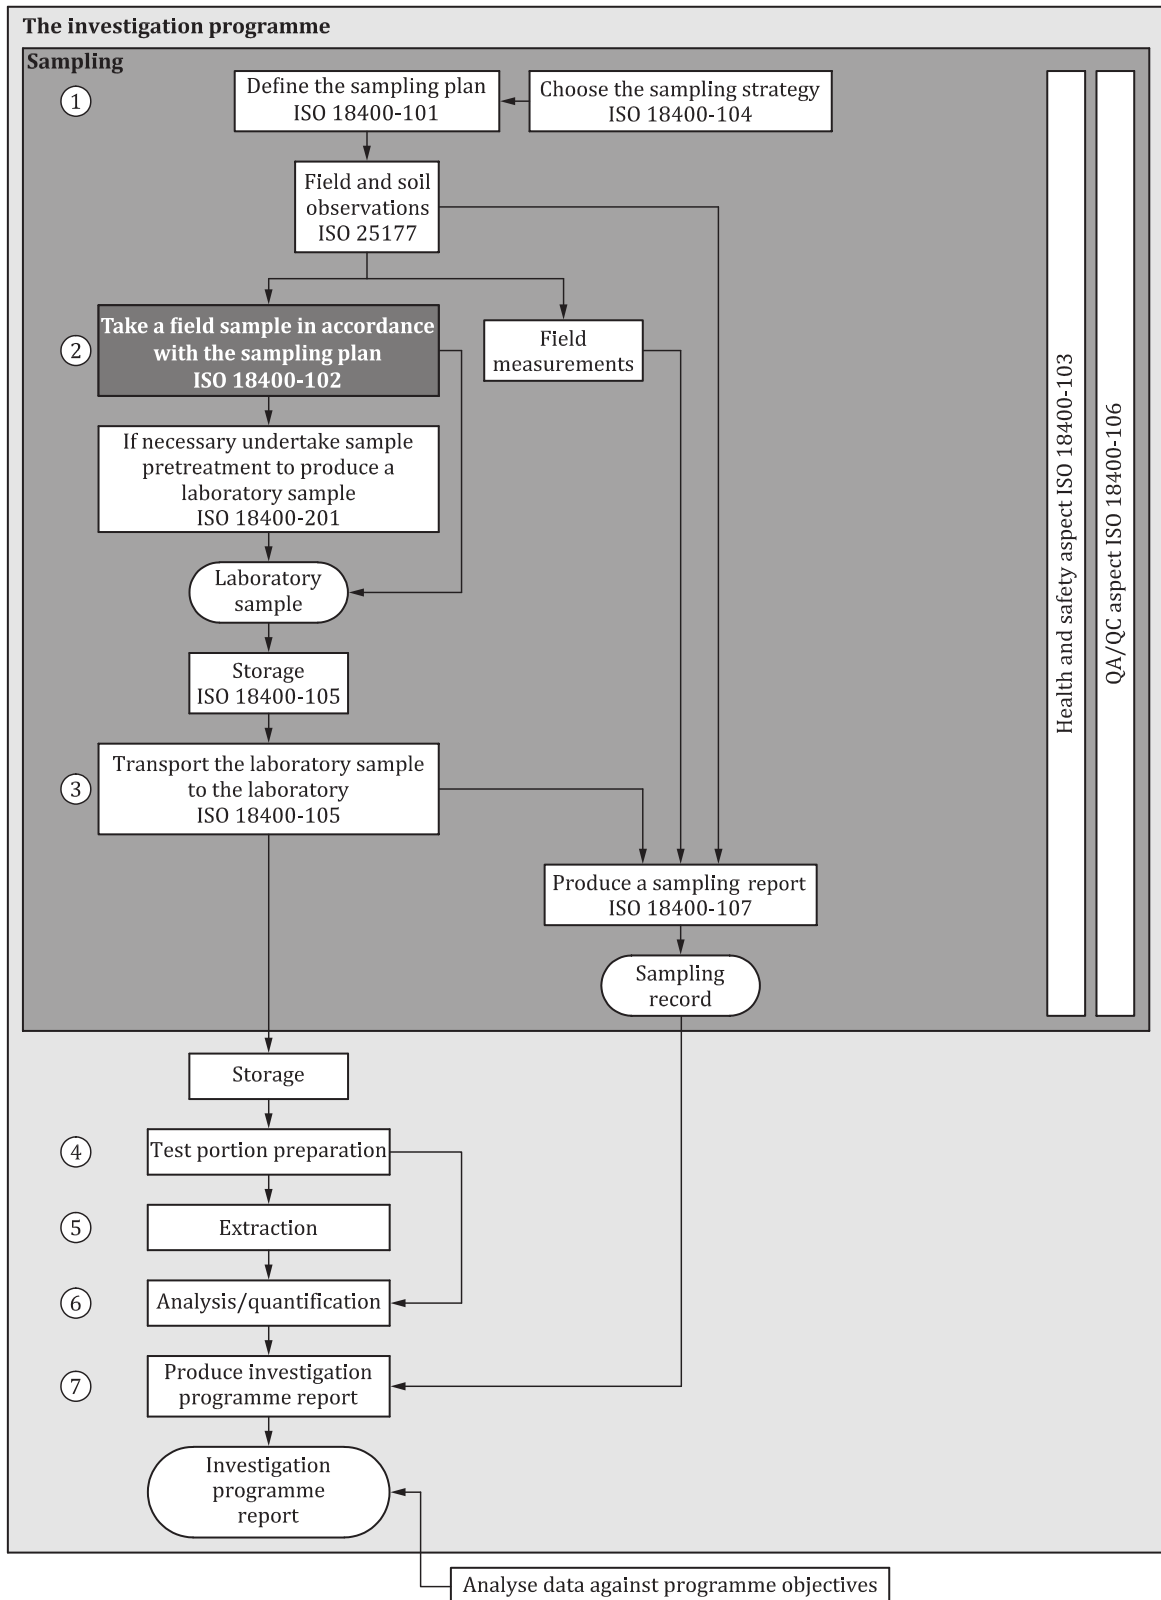 The investigation programme
Sampling
1
Define the sampling plan
ISO 18400-101
Choose the sampling strategy
ISO 18400-104
Field and soil
observations
ISO 25177
2
Take a field sample in accordance
with the sampling plan
ISO 18400-102
Field
measurements
If necessary undertake sample
pretreatment to produce a
laboratory sample
ISO 18400-201
Laboratory
sample
Storage
ISO 18400-105
3
Transport the laboratory sample
to the laboratory
ISO 18400-105
Produce a sampling report
ISO 18400-107
Sampling
record
Health and safety aspect ISO 18400-103
QA/QC aspect ISO 18400-106
Storage
4
Test portion preparation
5
Extraction
6
Analysis/quantification
7
Produce investigation
programme report
Investigation
programme
report
Analyse data against programme objectives